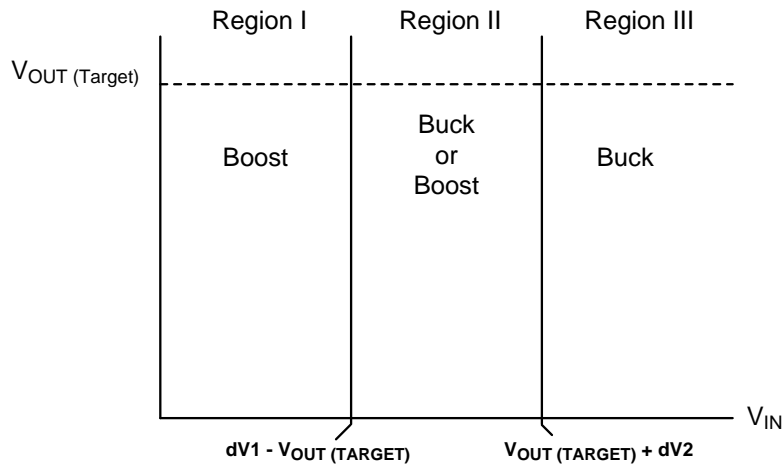 Region I Region II Region III
VOUT (Target)
Boost
Buck
or
Boost
Buck
VIN
dV1 - VOUT (TARGET)
VOUT (TARGET) + dV2